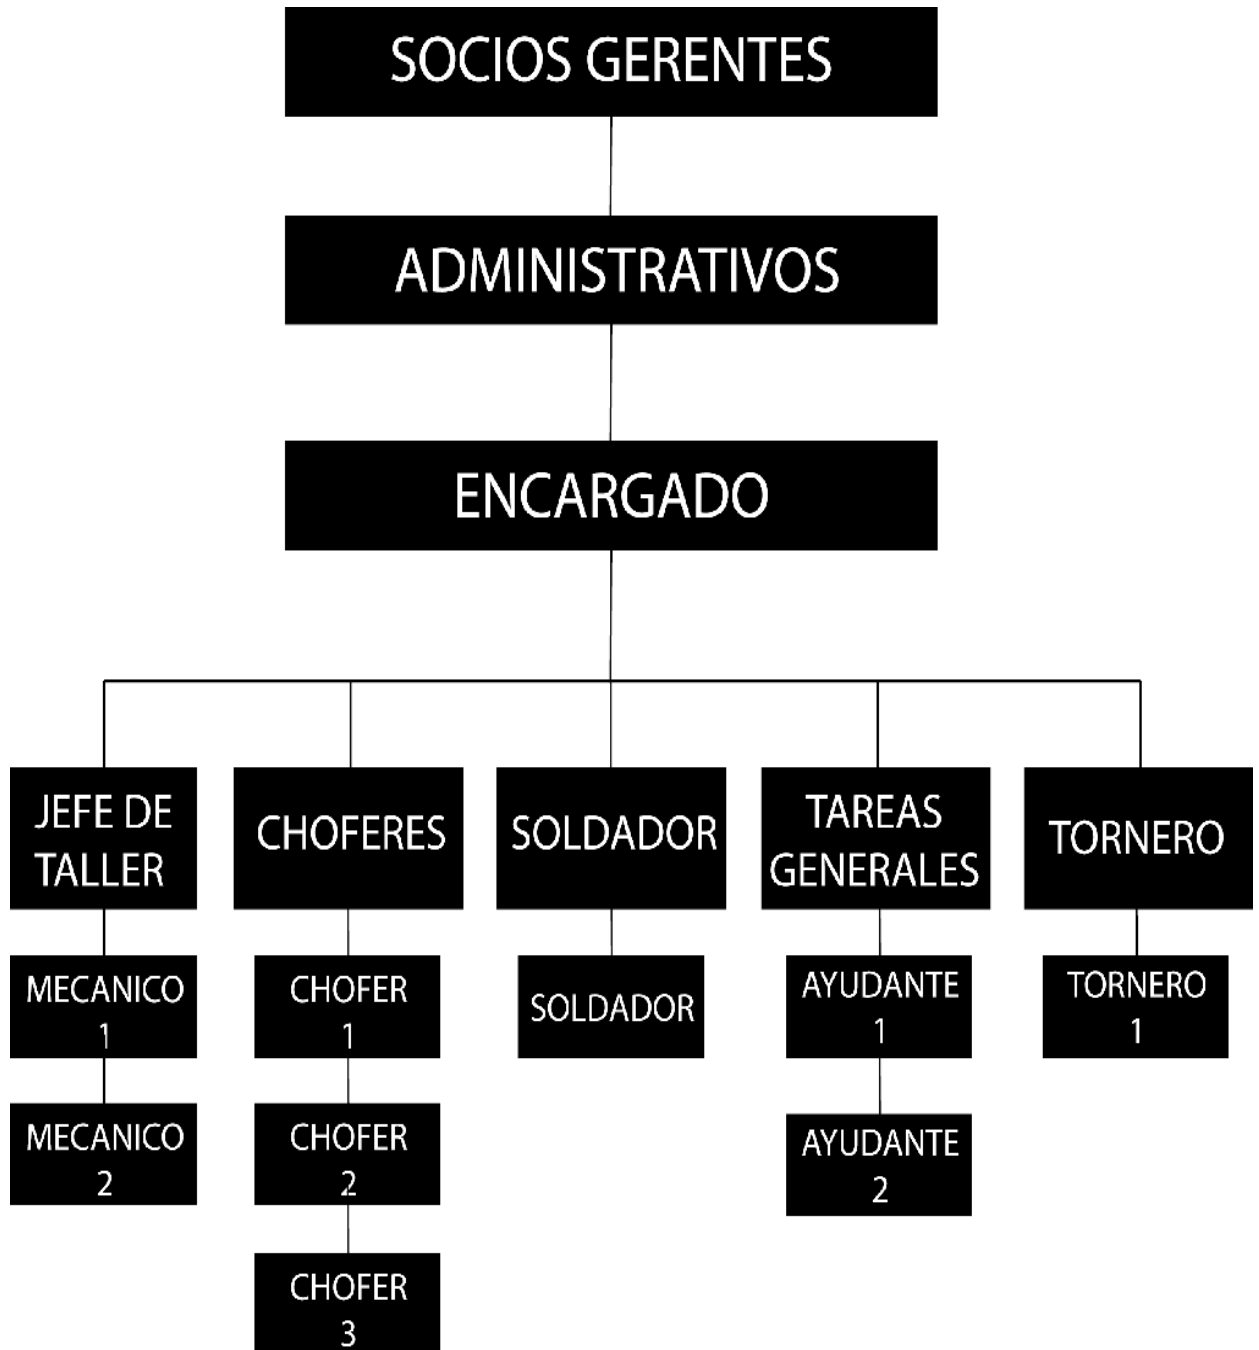 SOCIOS GERENTES
ADMINISTRATIVOS
ENCARGADO
JEFE DE
TALLER
CHOFERES
SOLDADOR
TAREAS
GENERALES
TORNERO
MECANICO
1
CHOFER
1
SOLDADOR
AYUDANTE
1
TORNERO
1
MECANICO
2
CHOFER
2
AYUDANTE
2
CHOFER
3